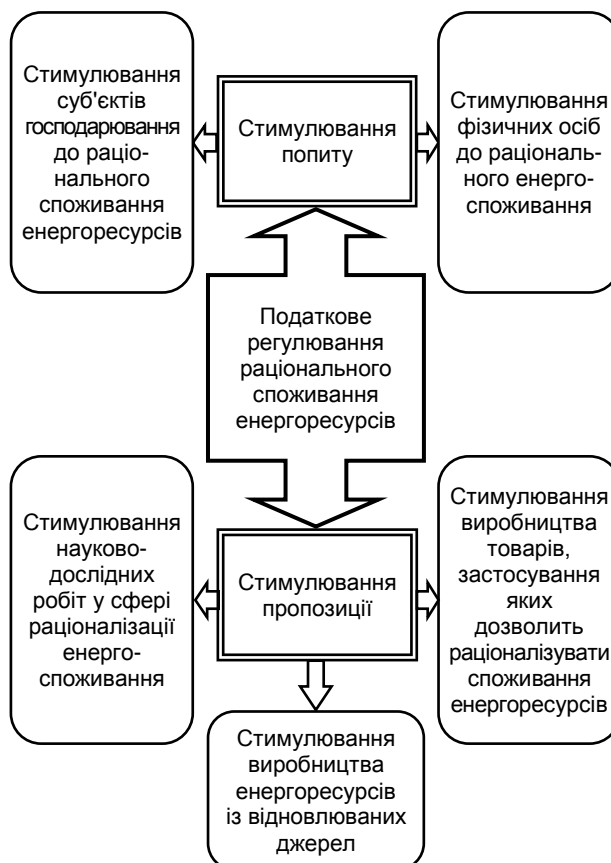 Стимулювання
суб'єктів
господарювання
до раціо-
нального
споживання
енергоресурсів
Стимулювання
попиту
Стимулювання
фізичних осіб
до раціональ-
ного енерго-
споживання
Податкове
регулювання
раціонального
споживання
енергоресурсів
Стимулювання
науково-
дослідних
робіт у сфері
раціоналізації
енерго-
споживання
Стимулювання
пропозиції
Стимулювання
виробництва
товарів,
застосування
яких
дозволить
раціоналізувати
споживання
енергоресурсів
Стимулювання
виробництва
енергоресурсів
із відновлюваних
джерел